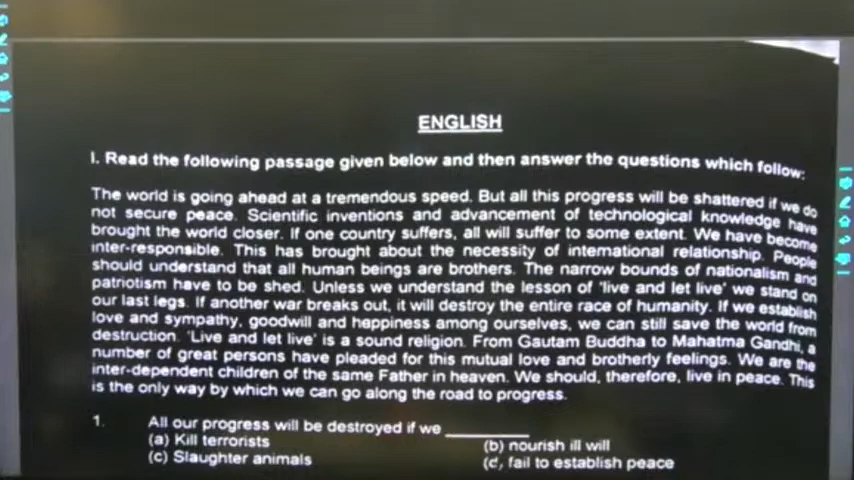 ENGLISH
I. Read the following passage given below and then answer the questions which follow:
The world is going ahead at a tremendous speed. But all this progress will be shattered if we do
not secure peace. Scientific inventions and advancement of technological knowledge have
brought the world closer. If one country suffers, all will suffer to some extent. We have become
inter-responsible. This has brought about the necessity of international relationship. People
should understand that all human beings are brothers. The narrow bounds of nationalism and
patriotism have to be shed. Unless we understand the lesson of 'live and let live' we stand on
our last legs. If another war breaks out, it will destroy the entire race of humanity. If we establish
love and sympathy, goodwill and happiness among ourselves, we can still save the world from
destruction. 'Live and let live' is a sound religion. From Gautam Buddha to Mahatma Gandhi, a
number of great persons have pleaded for this mutual love and brotherly feelings. We are the
inter-dependent children of the same Father in heaven. We should, therefore, live in peace. This
is the only way by which we can go along the road to progress.
1. All our progress will be destroyed if we __________
(a) Kill terrorists (b) nourish ill will
(c) Slaughter animals (d, fail to establish peace